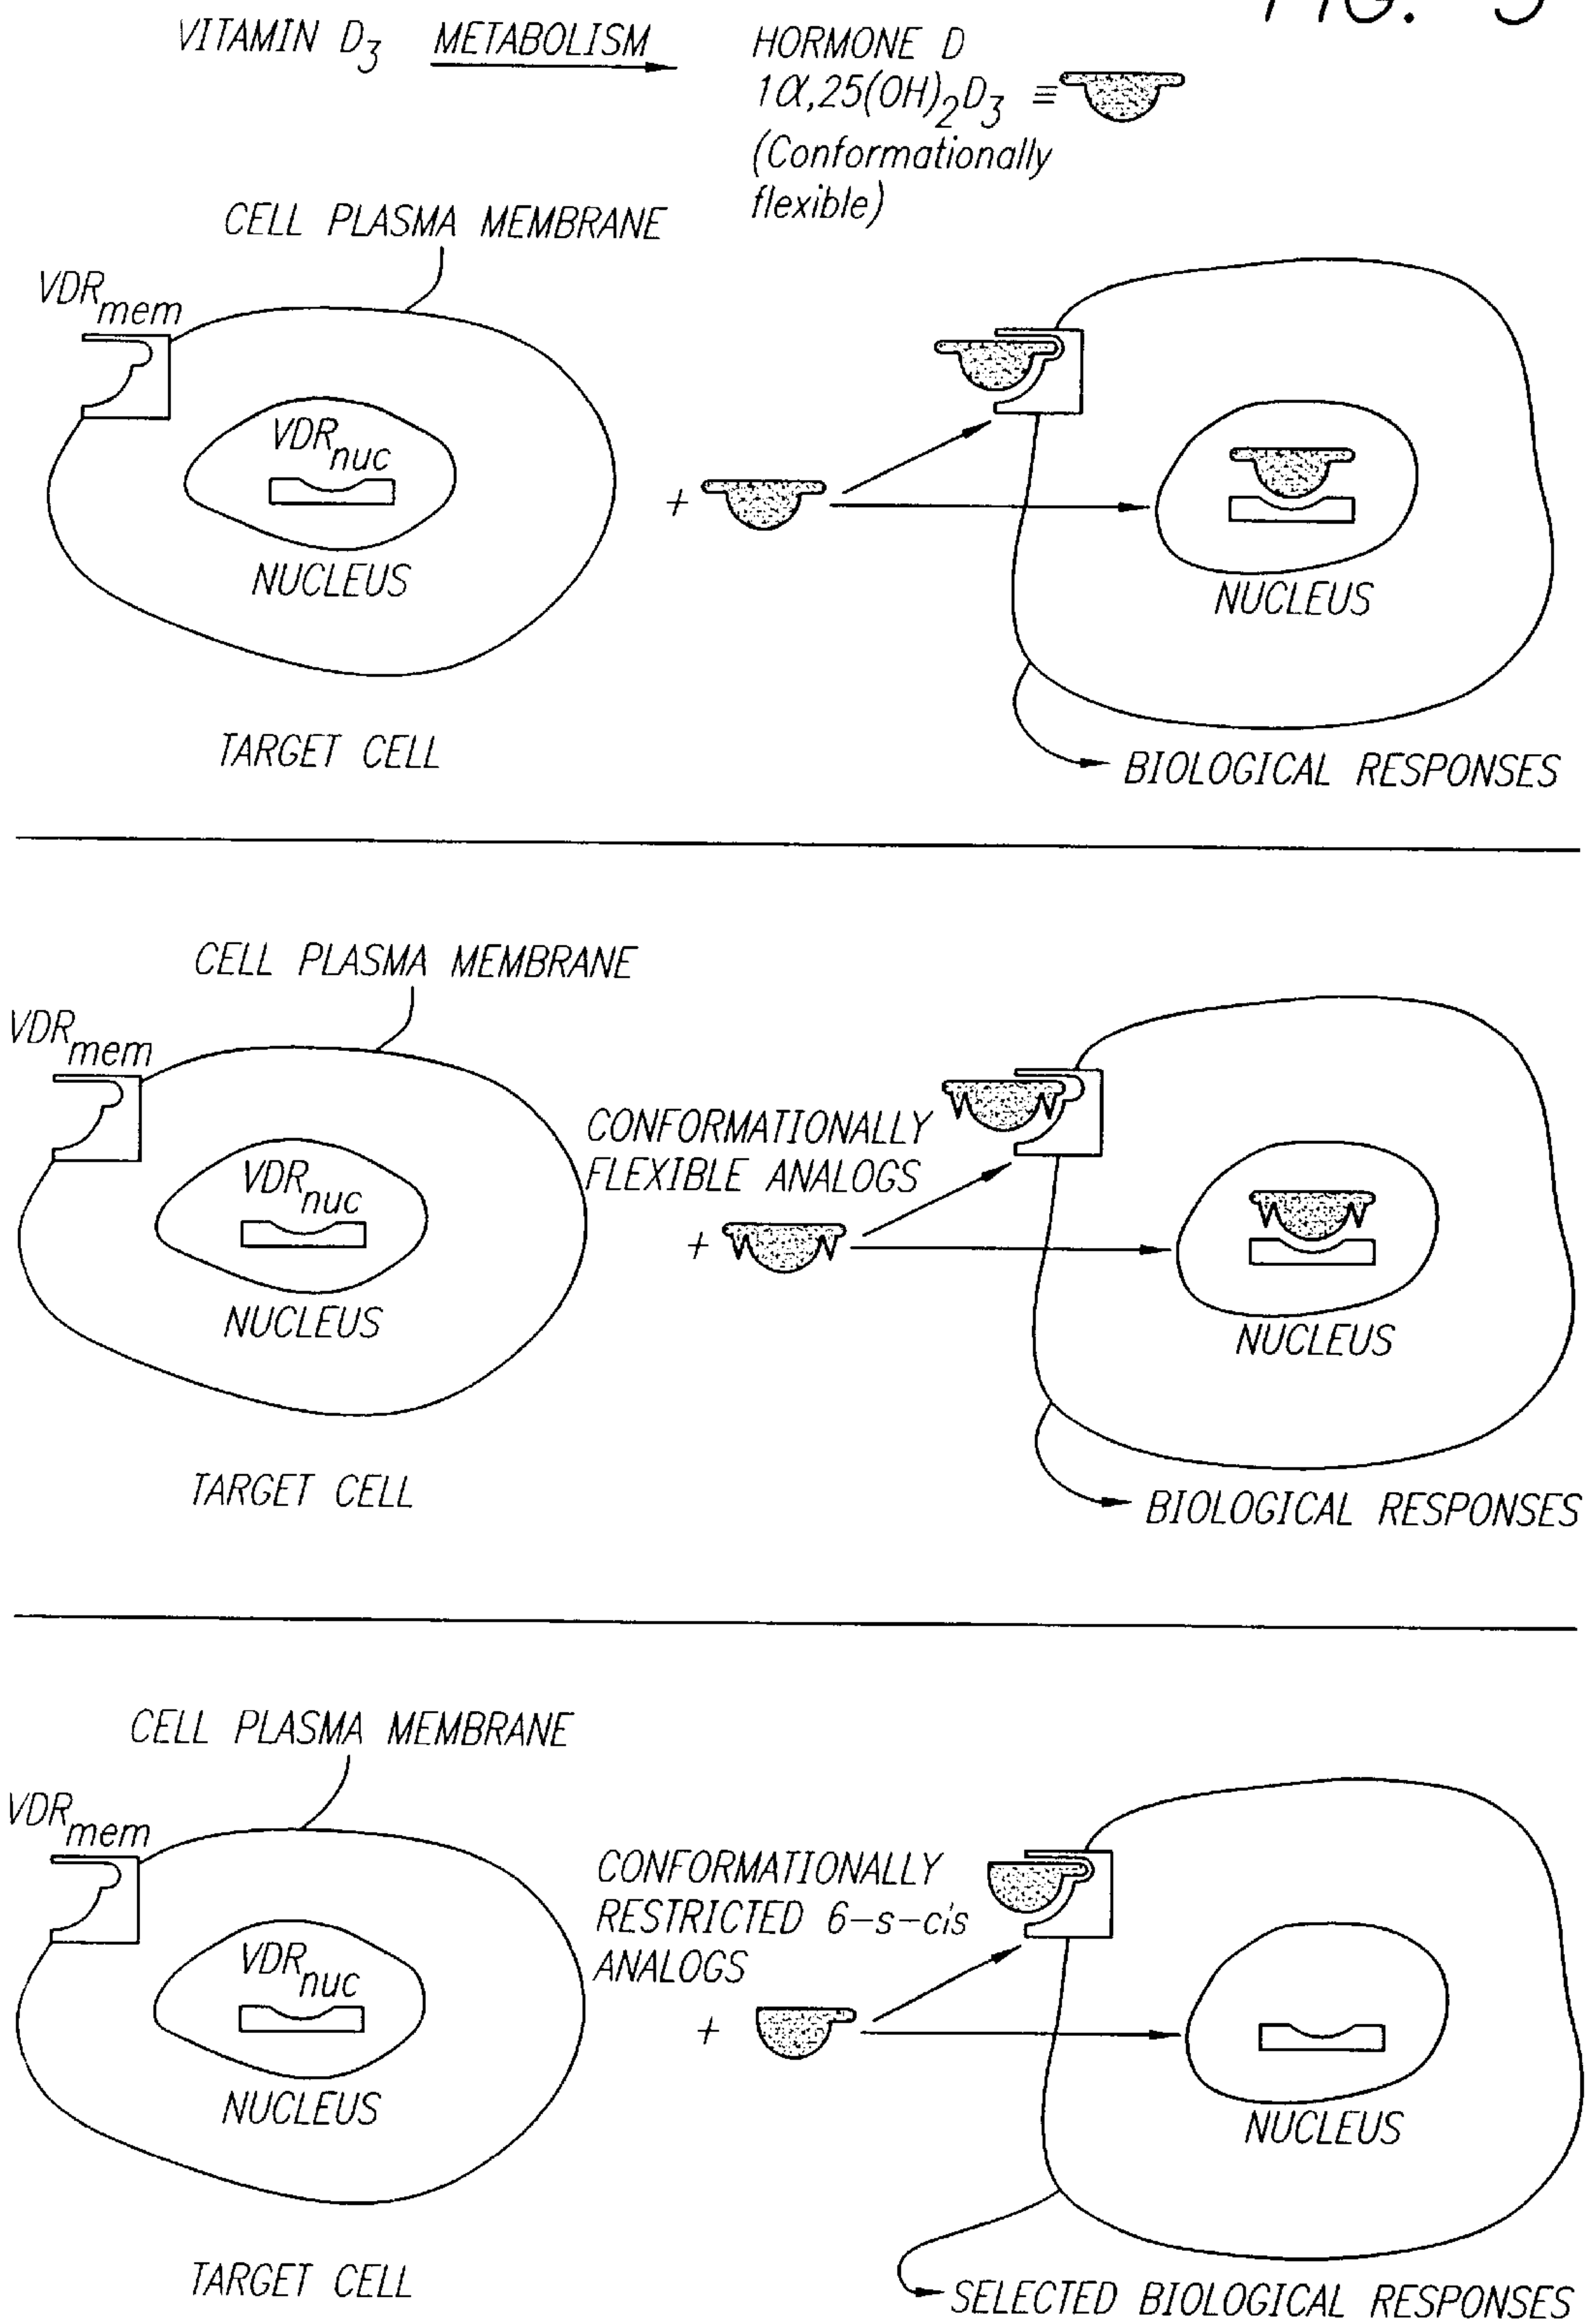 FIG. 3
VITAMIN D3 METABOLISM HORMONE D
1α,25(OH)2D3 ≡
(Conformationally
flexible)
CELL PLASMA MEMBRANE
VDRmem
VDRnuc
NUCLEUS
+
NUCLEUS
TARGET CELL
BIOLOGICAL RESPONSES
CELL PLASMA MEMBRANE
VDRmem
CONFORMATIONALLY
FLEXIBLE ANALOGS
VDRnuc
+
NUCLEUS
NUCLEUS
TARGET CELL
BIOLOGICAL RESPONSES
CELL PLASMA MEMBRANE
VDRmem
CONFORMATIONALLY
RESTRICTED 6-s-cis
ANALOGS
VDRnuc
+
NUCLEUS
NUCLEUS
TARGET CELL
SELECTED BIOLOGICAL RESPONSES